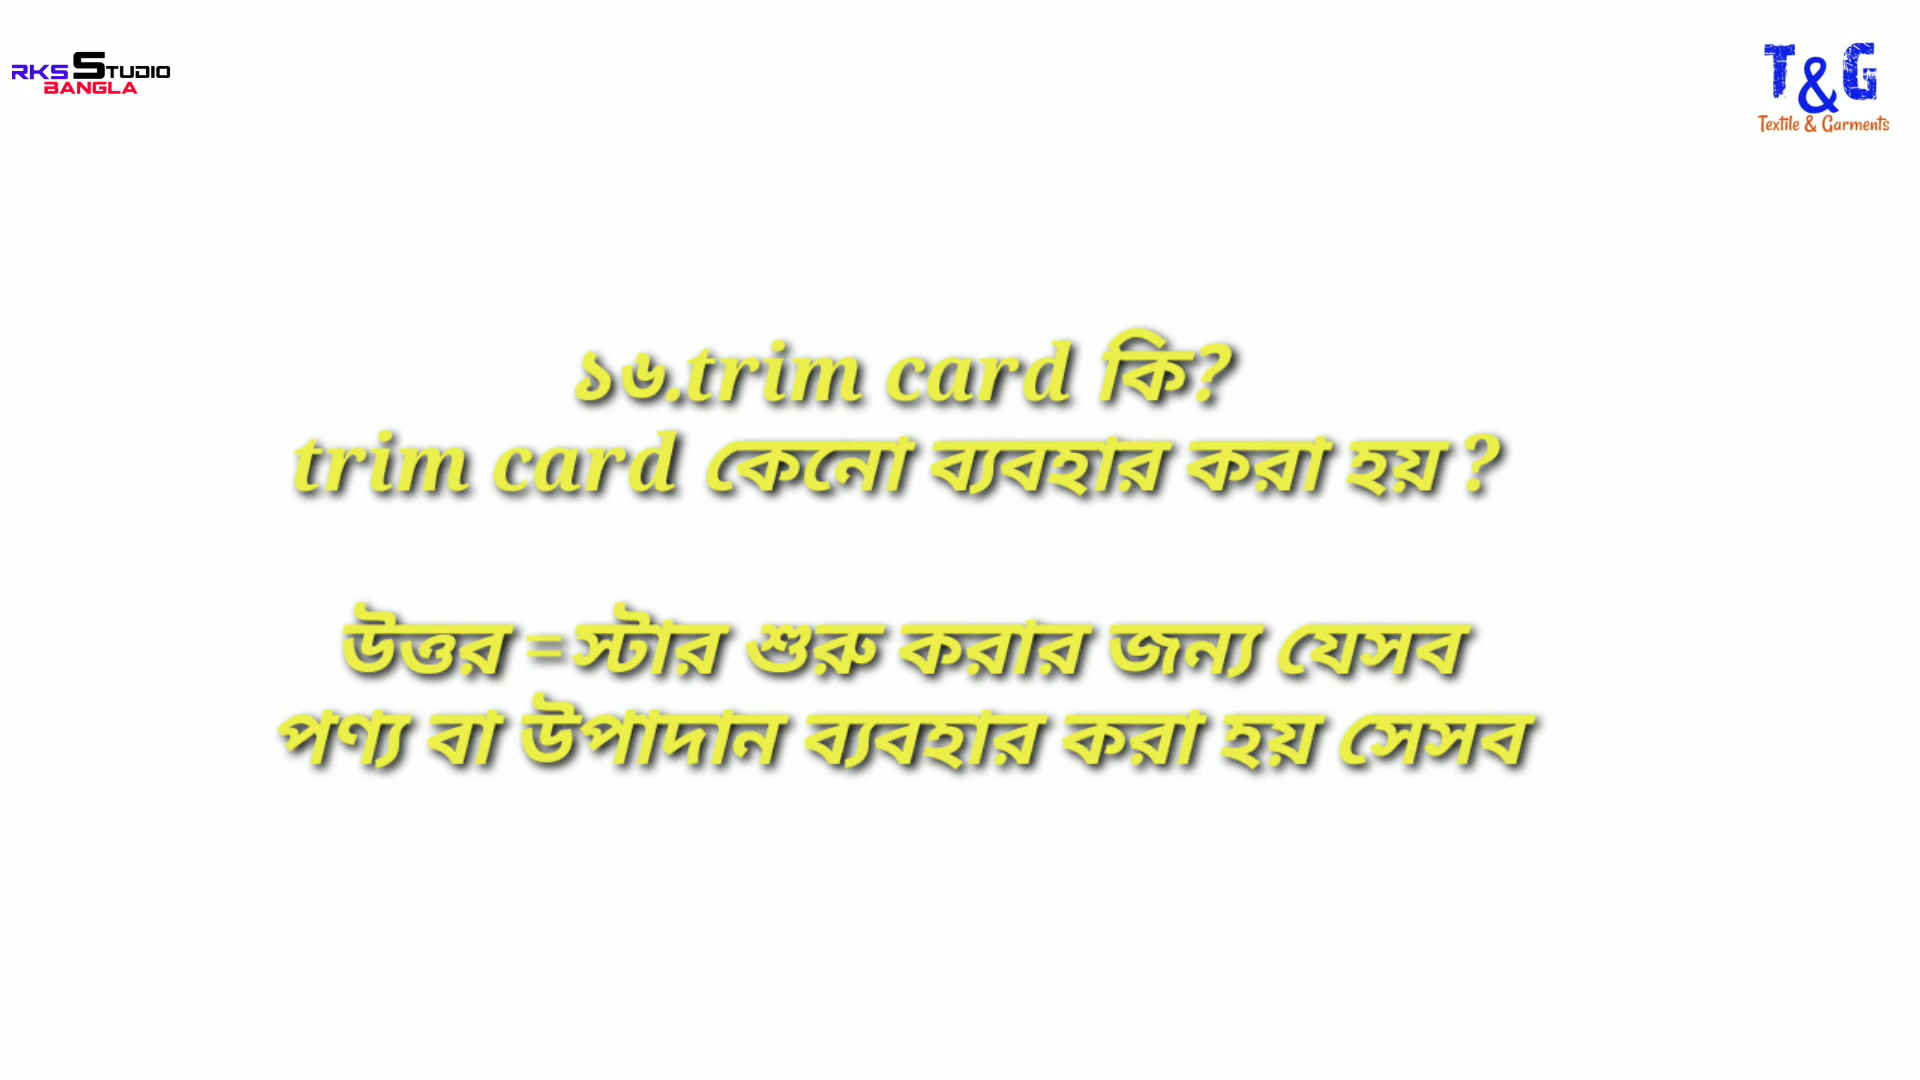 RKS STUDIO
BANGLA
T&G
Textile & Garments
১৬.trim card কি?
trim card কেনো ব্যবহার করা হয় ?
উত্তর =স্টার শুরু করার জন্য যেসব
পণ্য বা উপাদান ব্যবহার করা হয় সেসব